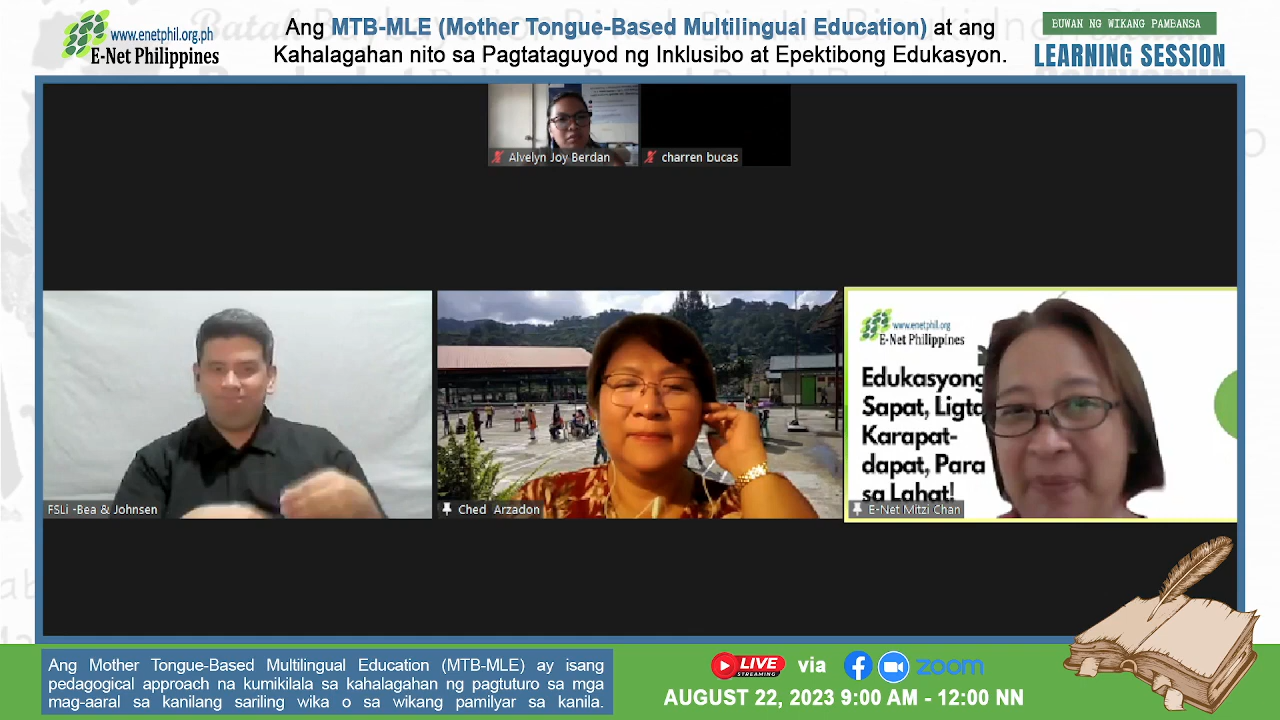 www.enetphil.org.ph
E-Net Philippines
Ang MTB-MLE (Mother Tongue-Based Multilingual Education) at ang
Kahalagahan nito sa Pagtataguyod ng Inklusibo at Epektibong Edukasyon.
BUWAN NG WIKANG PAMBANSA
LEARNING SESSION
Alvelyn Joy Berdan
charren bucas
www.enetphil.org
E-Net Philippines
Edukasyong
Sapat, Ligta
Karapat-
dapat, Para
sa Lahat!
FSLi -Bea & Johnsen
Ched Arzadon
E-Net Mitzi Chan
Ang Mother Tongue-Based Multilingual Education (MTB-MLE) ay isang
pedagogical approach na kumikilala sa kahalagahan ng pagtuturo sa mga
mag-aaral sa kanilang sariling wika o sa wikang pamilyar sa kanila.
LIVE
STREAMING
via
zoom
AUGUST 22, 2023 9:00 AM - 12:00 NN